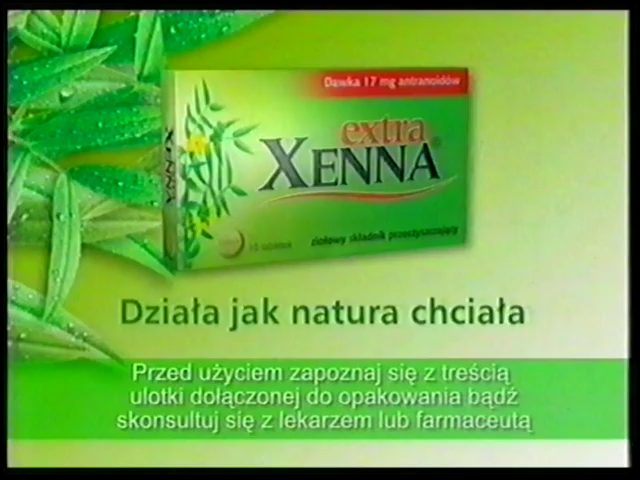 Dawka 17 mg antranoidów
extra
XENNA®
XENNA
10 tabletek
ziołowy składnik przeczyszczający
Działa jak natura chciała
Przed użyciem zapoznaj się z treścią
ulotki dołączonej do opakowania bądź
skonsultuj się z lekarzem lub farmaceutą